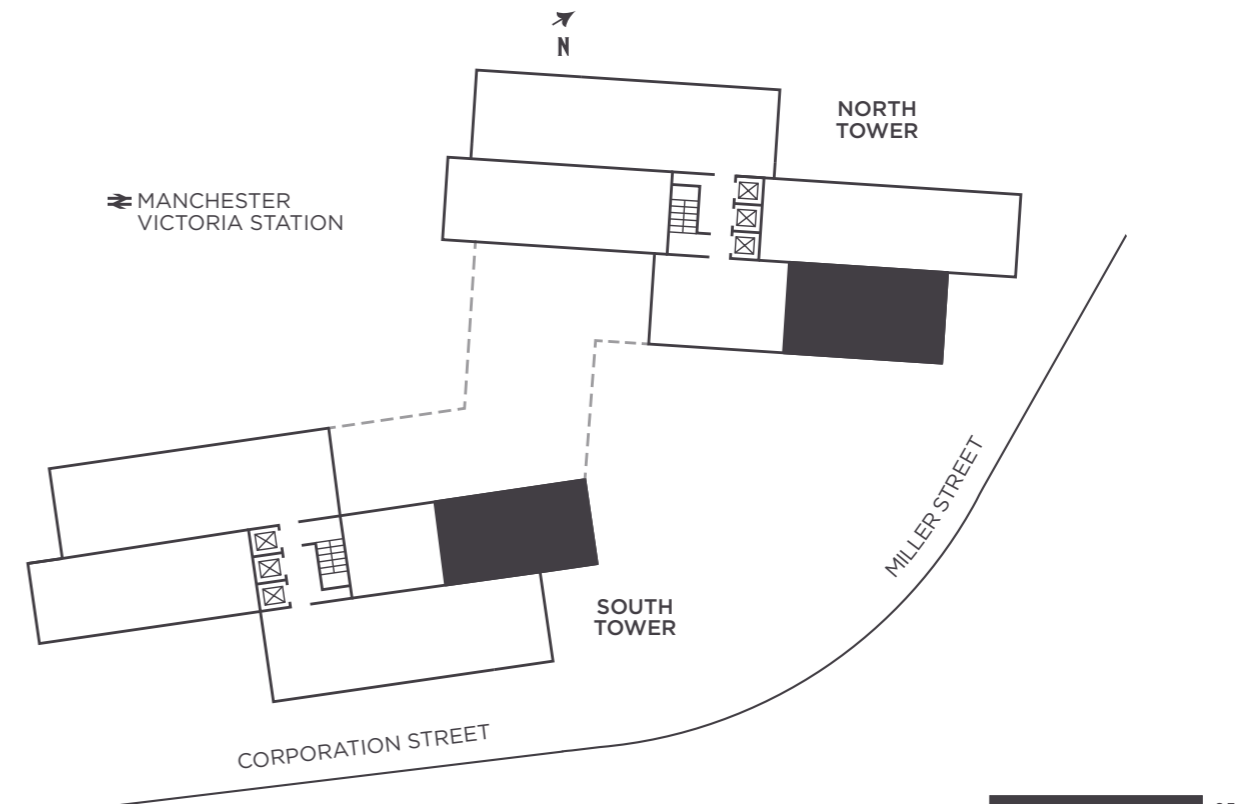 N
NORTH
TOWER
MANCHESTER
VICTORIA STATION
MILLER STREET
SOUTH
TOWER
CORPORATION STREET